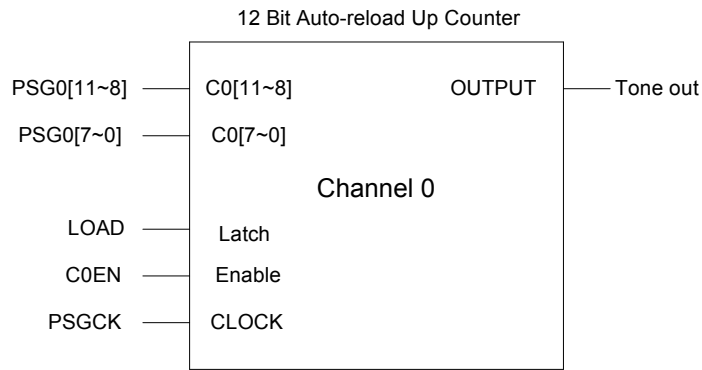 12 Bit Auto-reload Up Counter
PSG0[11~8] C0[11~8] OUTPUT Tone out
PSG0[7~0] C0[7~0]
Channel 0
LOAD Latch
C0EN Enable
PSGCK CLOCK